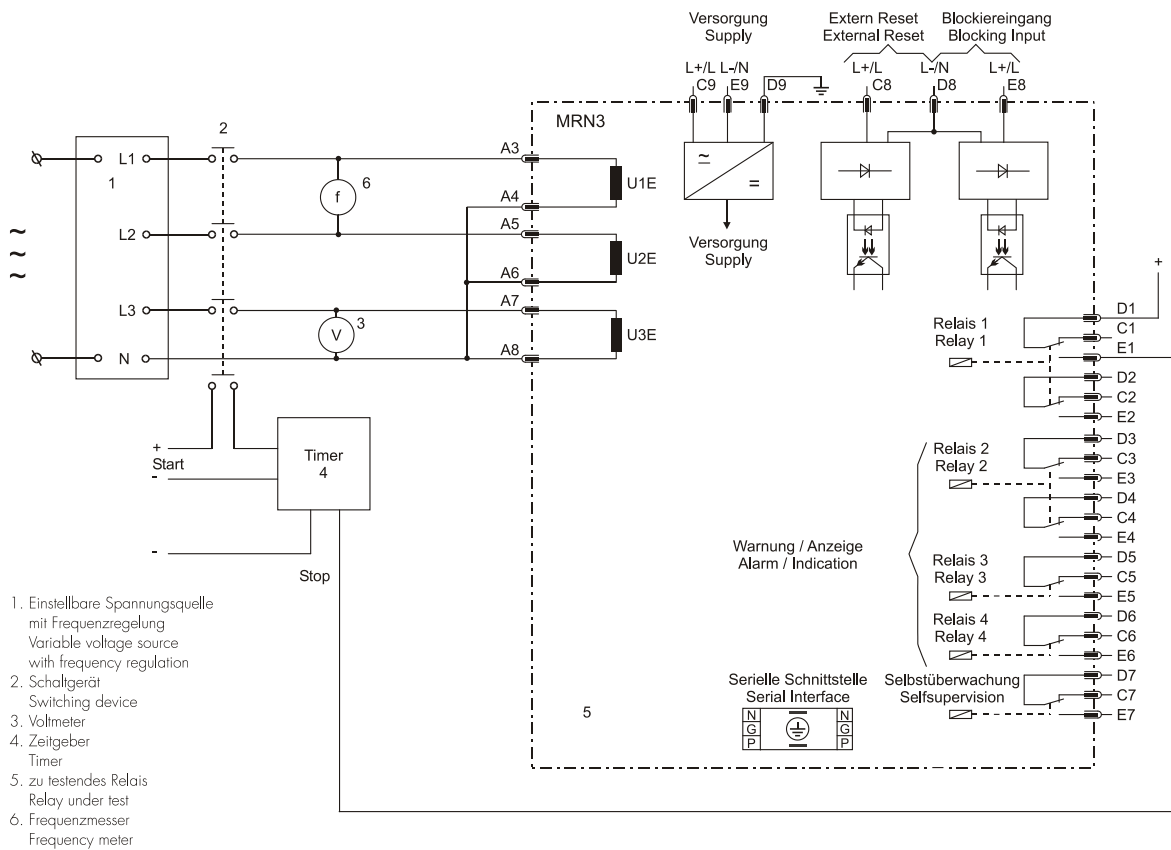 Versorgung
Supply
Extern Reset
External Reset
Blockiereingang
Blocking Input
L+/L
C9
L-/N
E9
D9
L+/L
C8
L-/N
D8
L+/L
E8
MRN3
2
1
L1
L2
L3
N
f
6
V
3
A3
A4
A5
A6
A7
A8
U1E
U2E
U3E
~
=
Versorgung
Supply
~
~
~
+
D1
C1
E1
D2
C2
E2
D3
C3
E3
D4
C4
E4
D5
C5
E5
D6
C6
E6
D7
C7
E7
Relais 1
Relay 1
Relais 2
Relay 2
Relais 3
Relay 3
Relais 4
Relay 4
Warnung / Anzeige
Alarm / Indication
Selbstüberwachung
Selfsupervision
Serielle Schnittstelle
Serial Interface
N
G
P
N
G
P
5
+
Start
-
-
Timer
4
Stop
1. Einstellbare Spannungsquelle
mit Frequenzregelung
Variable voltage source
with frequency regulation
2. Schaltgerät
Switching device
3. Voltmeter
4. Zeitgeber
Timer
5. zu testendes Relais
Relay under test
6. Frequenzmesser
Frequency meter